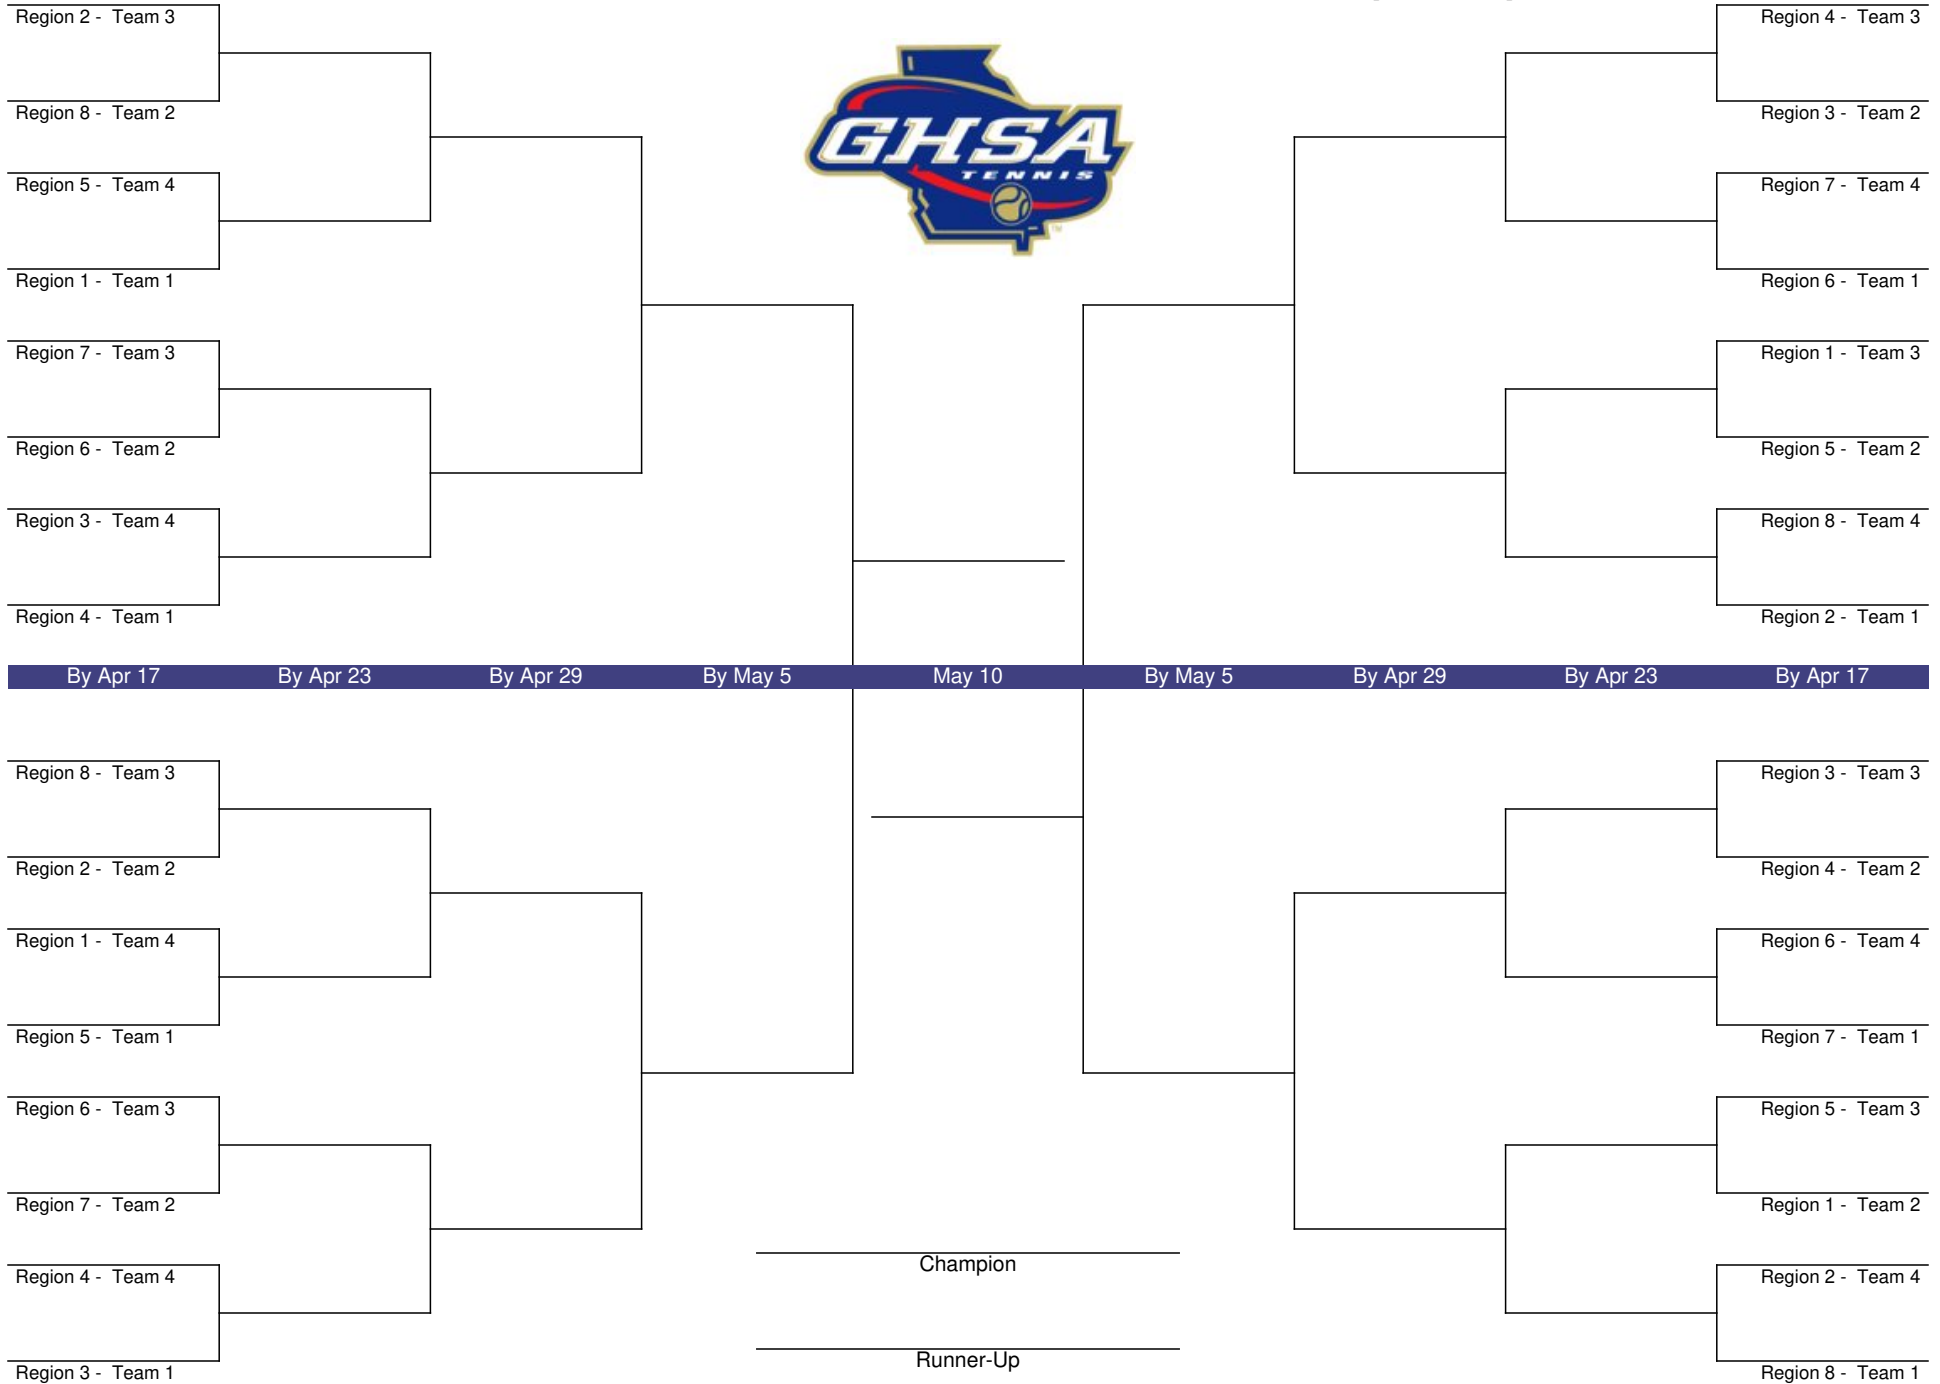 Region 2 - Team 3
Region 4 - Team 3
Region 8 - Team 2
Region 3 - Team 2
GHSA
TENNIS
TM
Region 5 - Team 4
Region 7 - Team 4
Region 1 - Team 1
Region 6 - Team 1
Region 7 - Team 3
Region 1 - Team 3
Region 6 - Team 2
Region 5 - Team 2
Region 3 - Team 4
Region 8 - Team 4
Region 4 - Team 1
Region 2 - Team 1
By Apr 17 By Apr 23 By Apr 29 By May 5 May 10 By May 5 By Apr 29 By Apr 23 By Apr 17
Region 8 - Team 3
Region 3 - Team 3
Region 2 - Team 2
Region 4 - Team 2
Region 1 - Team 4
Region 6 - Team 4
Region 5 - Team 1
Region 7 - Team 1
Region 6 - Team 3
Region 5 - Team 3
Region 7 - Team 2
Region 1 - Team 2
Champion
Region 4 - Team 4
Region 2 - Team 4
Runner-Up
Region 3 - Team 1
Region 8 - Team 1